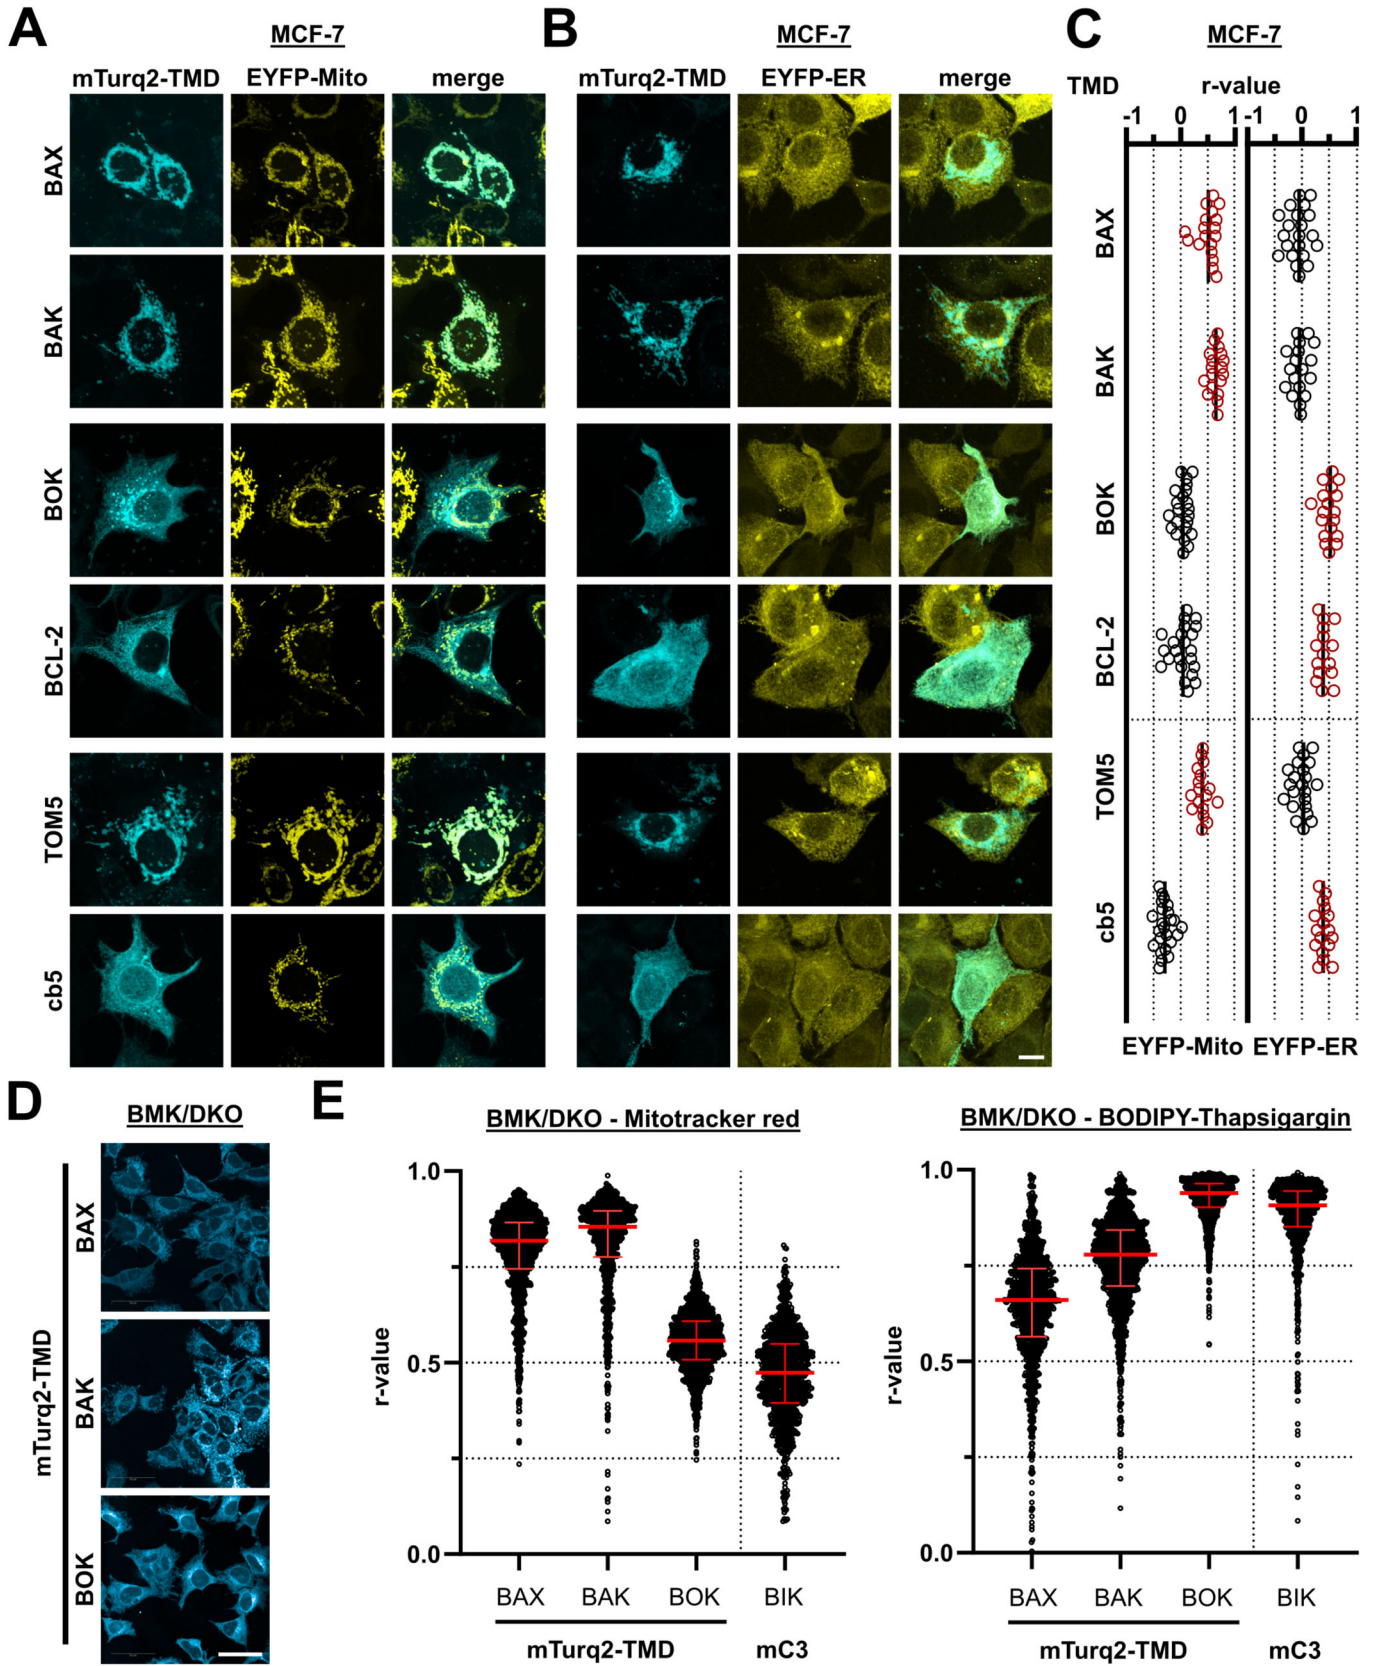 A
MCF-7
mTurq2-TMD EYFP-Mito merge
BAX
BAK
BOK
BCL-2
TOM5
cb5
B
MCF-7
mTurq2-TMD EYFP-ER merge
C
MCF-7
TMD r-value
-1 0 1 -1 0 1
BAX
BAK
BOK
BCL-2
TOM5
cb5
EYFP-Mito EYFP-ER
D
BMK/DKO
mTurq2-TMD
BAX
BAK
BOK
E
BMK/DKO - Mitotracker red
r-value
1.0
0.5
0.0
BAX BAK BOK BIK
mTurq2-TMD mC3
BMK/DKO - BODIPY-Thapsigargin
r-value
1.0
0.5
0.0
BAX BAK BOK BIK
mTurq2-TMD mC3